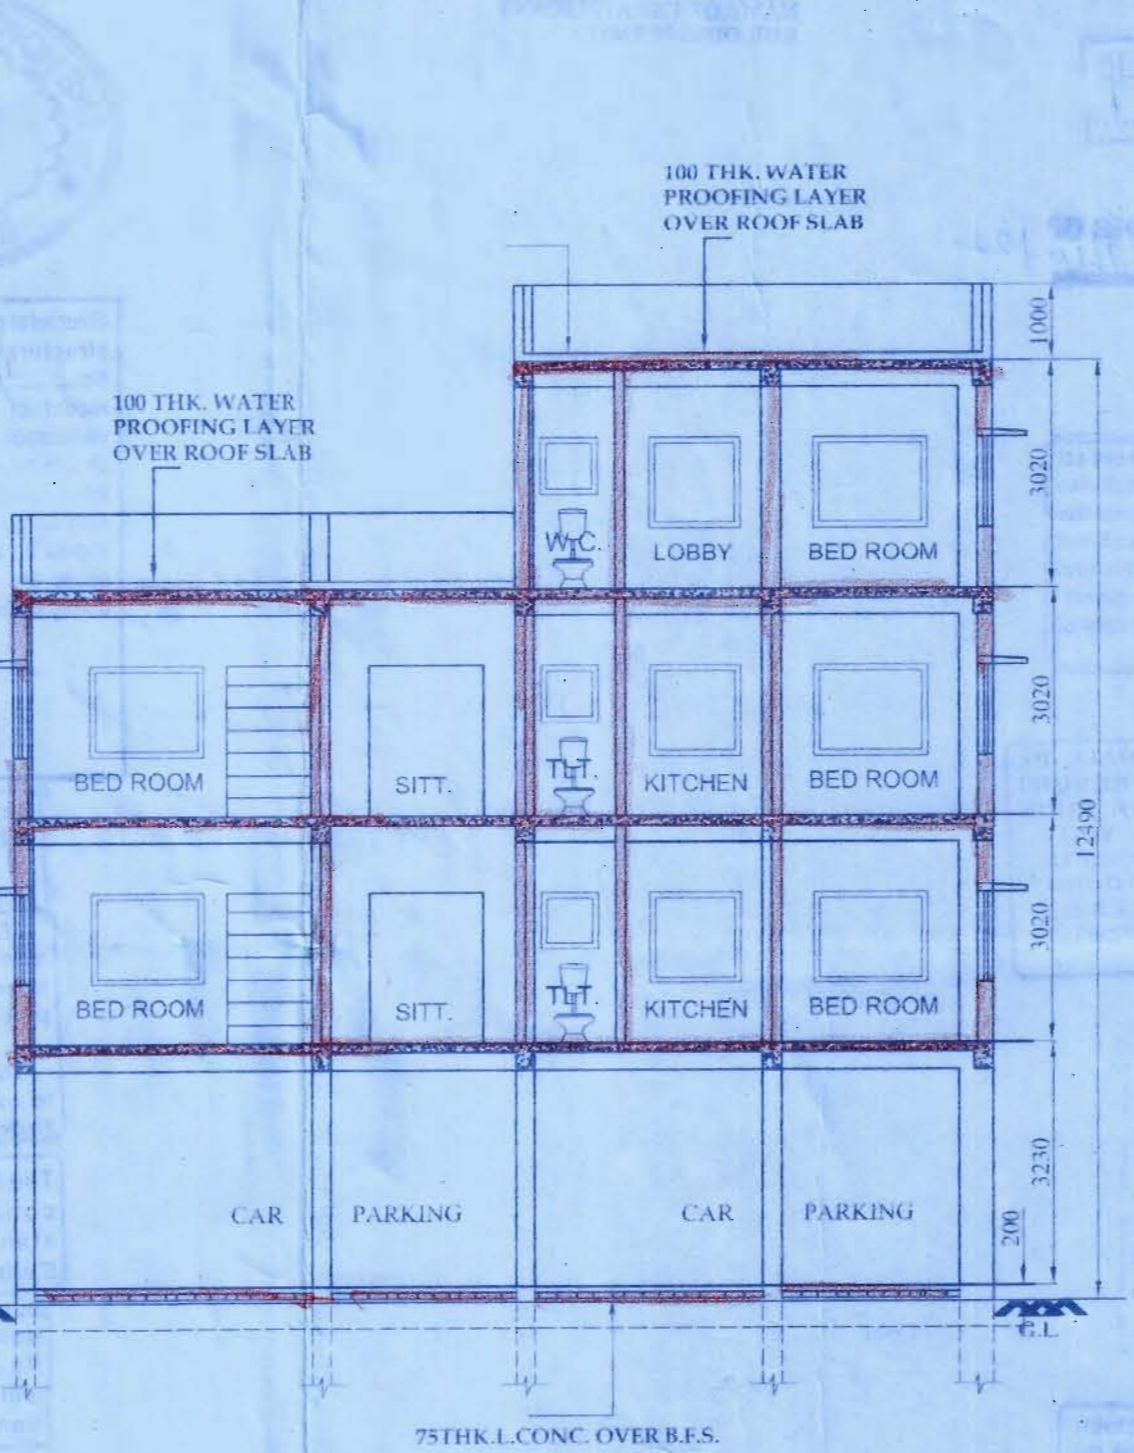 100 THK. WATER
PROOFING LAYER
OVER ROOF SLAB
1000
100 THK. WATER
PROOFING LAYER
OVER ROOF SLAB
3020
W.C.
LOBBY
BED ROOM
3020
BED ROOM
SITT.
TLT.
KITCHEN
BED ROOM
12490
3020
BED ROOM
SITT.
TLT.
KITCHEN
BED ROOM
3230
CAR PARKING
CAR PARKING
200
G.L
75THK.L.CONC. OVER B.F.S.